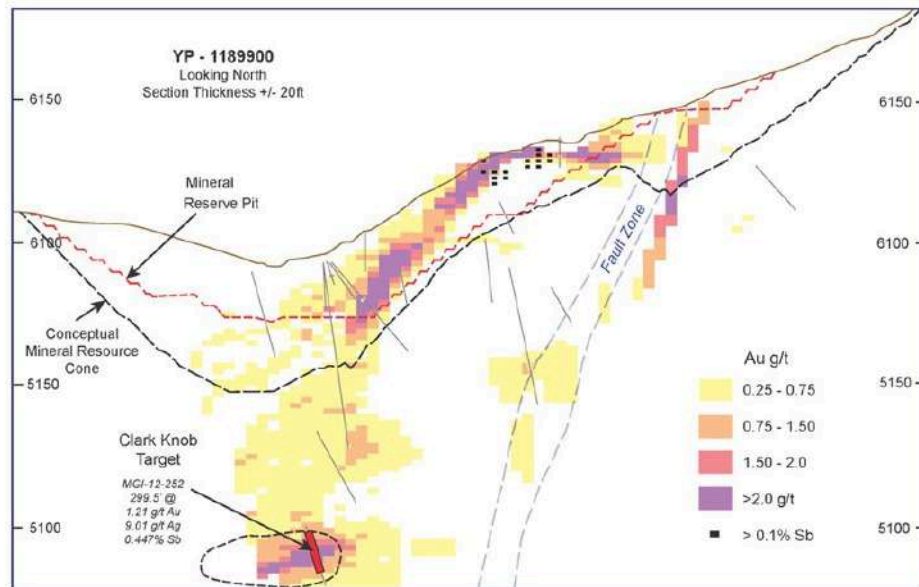 YP - 1189900
Looking North
Section Thickness +/- 20ft
6150
6150
Mineral
Reserve Pit
6100
6100
Fault Zone
Conceptual
Mineral Resource
Cone
5150
5150
Au g/t
0.25 - 0.75
0.75 - 1.50
1.50 - 2.0
>2.0 g/t
> 0.1% Sb
Clark Knob
Target
MGI-12-252
299.5' @
1.21 g/t Au
9.01 g/t Ag
0.447% Sb
5100
5100